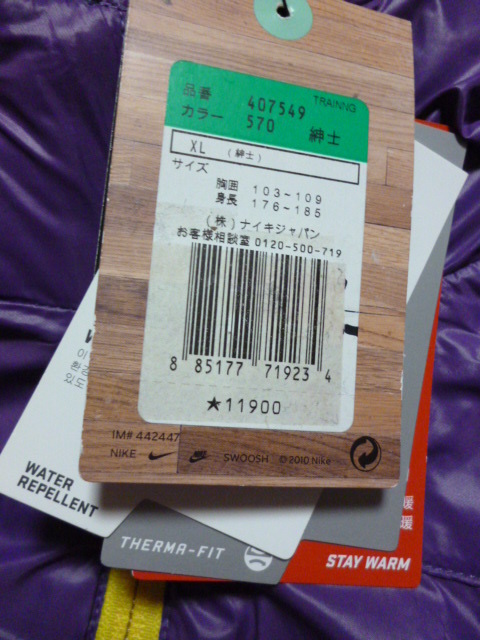 TRAINNG
品番 407549
カラー 570 紳士
XL (紳士)
サイズ
胸囲 103-109
身長 176-185
(株)ナイキジャパン
お客様相談室 0120-500-719
8 85177 71923 4
★11900
IM# 442447
NIKE SWOOSH ©2010 Nike
WATER
REPELLENT
THERMA-FIT
暖
暖
STAY WARM